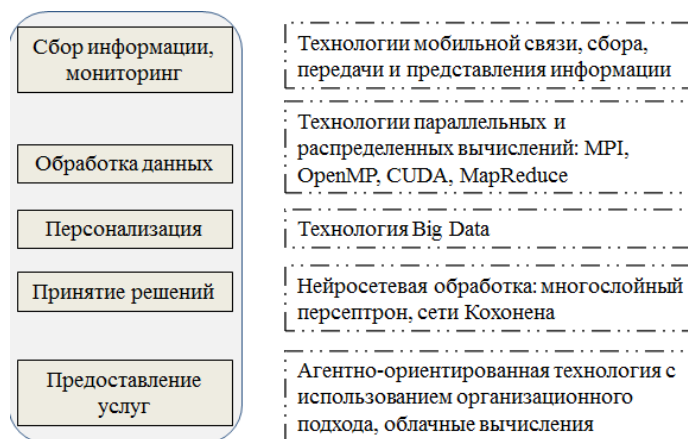 Сбор информации,
мониторинг
Технологии мобильной связи, сбора,
передачи и представления информации
Обработка данных
Технологии параллельных и
распределенных вычислений: MPI,
OpenMP, CUDA, MapReduce
Персонализация
Технология Big Data
Принятие решений
Нейросетевая обработка: многослойный
персептрон, сети Кохонена
Предоставление
услуг
Агентно-ориентированная технология с
использованием организационного
подхода, облачные вычисления